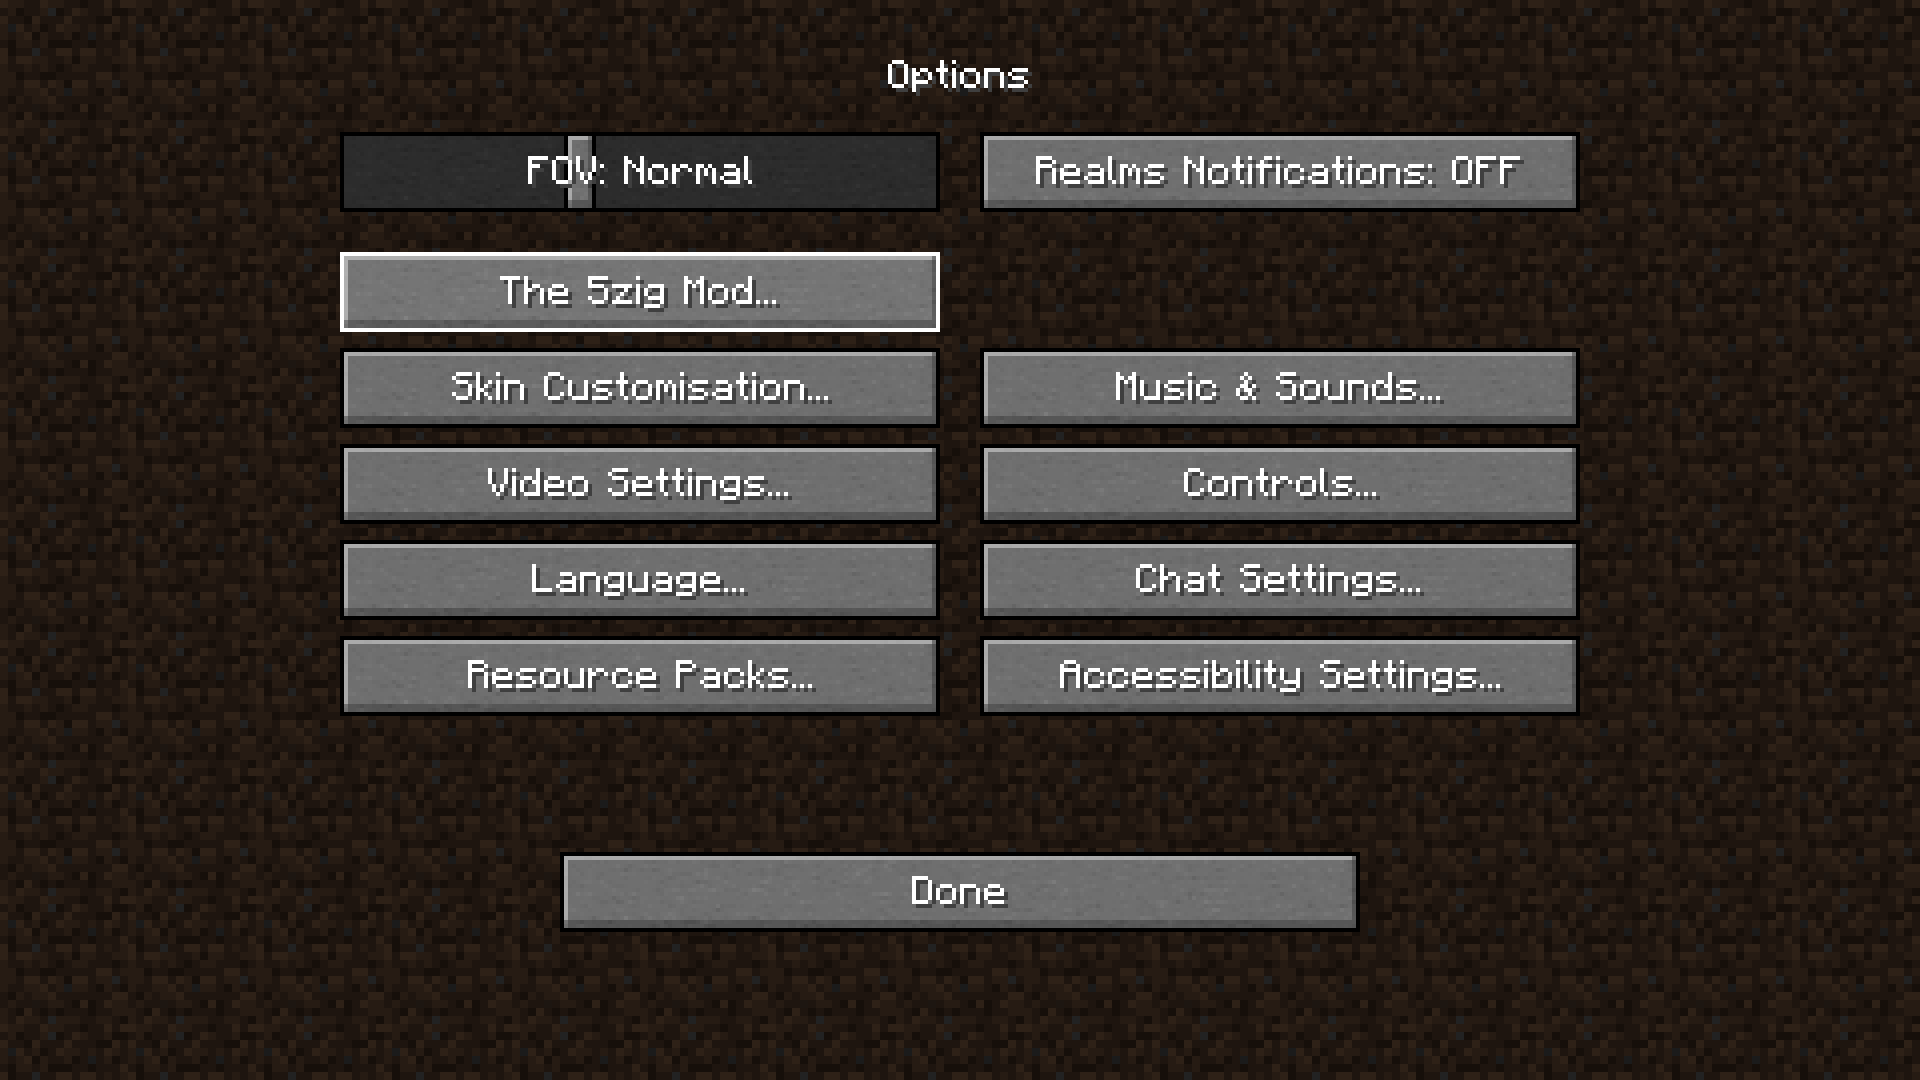 Options
FOV: Normal
Realms Notifications: OFF
The 5zig Mod...
Skin Customisation...
Music & Sounds...
Video Settings...
Controls...
Language...
Chat Settings...
Resource Packs...
Accessibility Settings...
Done